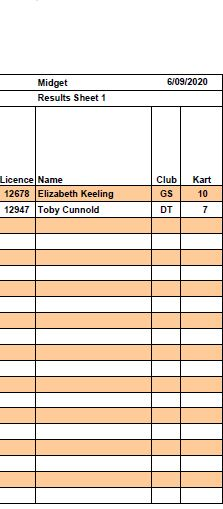 Midget 6/09/2020
Results Sheet 1
Licence Name Club Kart
12678 Elizabeth Keeling GS 10
12947 Toby Cunnold DT 7